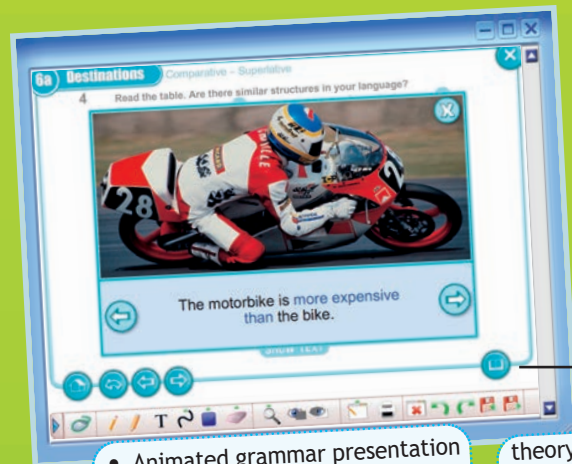 6a Destinations Comparative – Superlative
4 Read the table. Are there similar structures in your language?
28
The motorbike is more expensive
than the bike.
SHOW TEXT
T
• Animated grammar presentation
theory